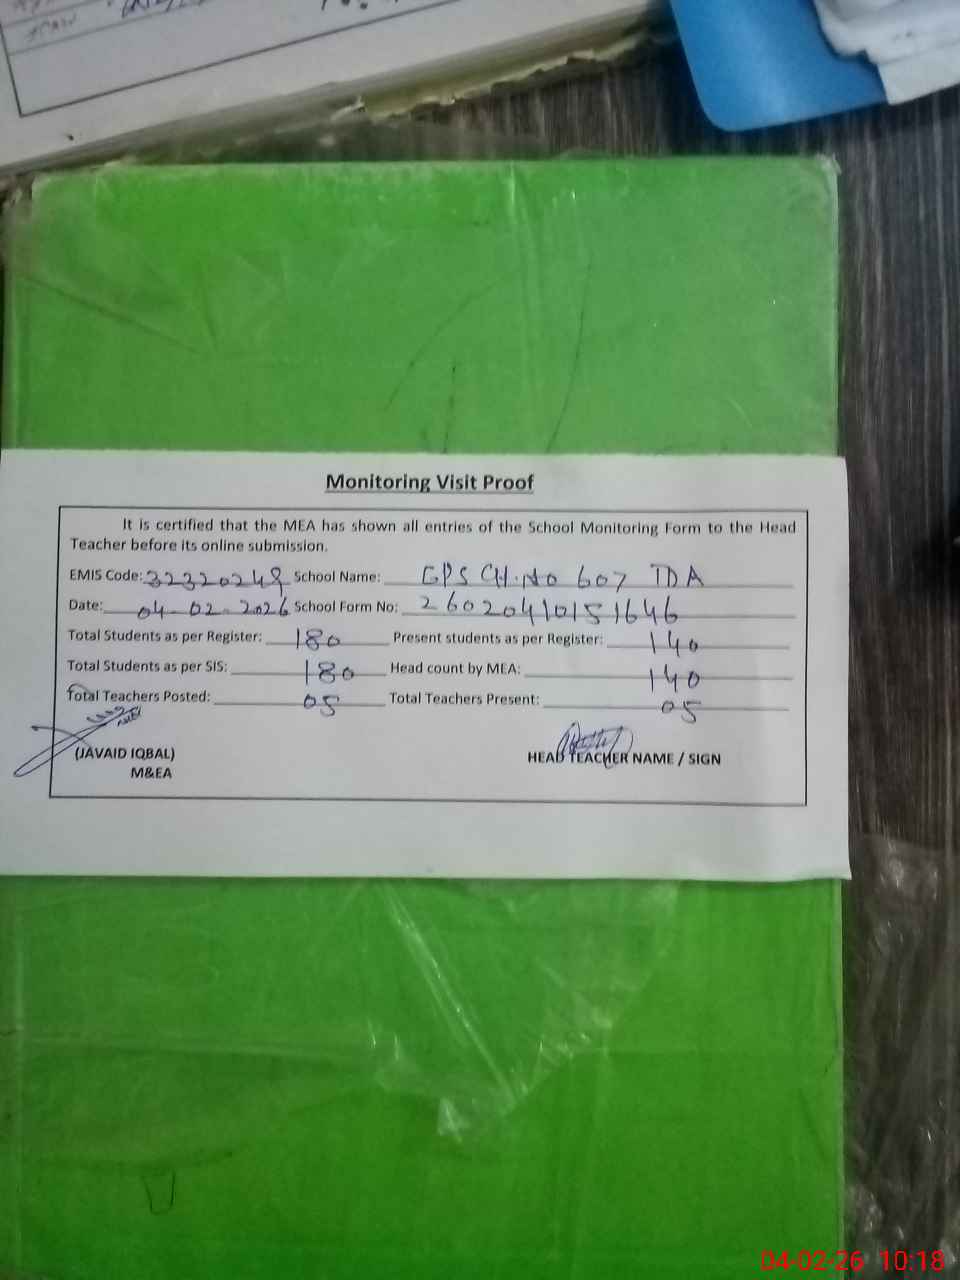 Monitoring Visit Proof
It is certified that the MEA has shown all entries of the School Monitoring Form to the Head
Teacher before its online submission.
EMIS Code: 32320248 School Name: GPS CH. No 607 TDA
Date: 04-02-2026 School Form No: 2602041015 1646
Total Students as per Register: 180 Present students as per Register: 140
Total Students as per SIS: 180 Head count by MEA: 140
Total Teachers Posted: 05 Total Teachers Present: 05
(JAVAID IQBAL)
M&EA
HEAD TEACHER NAME / SIGN
04-02-26 10:18